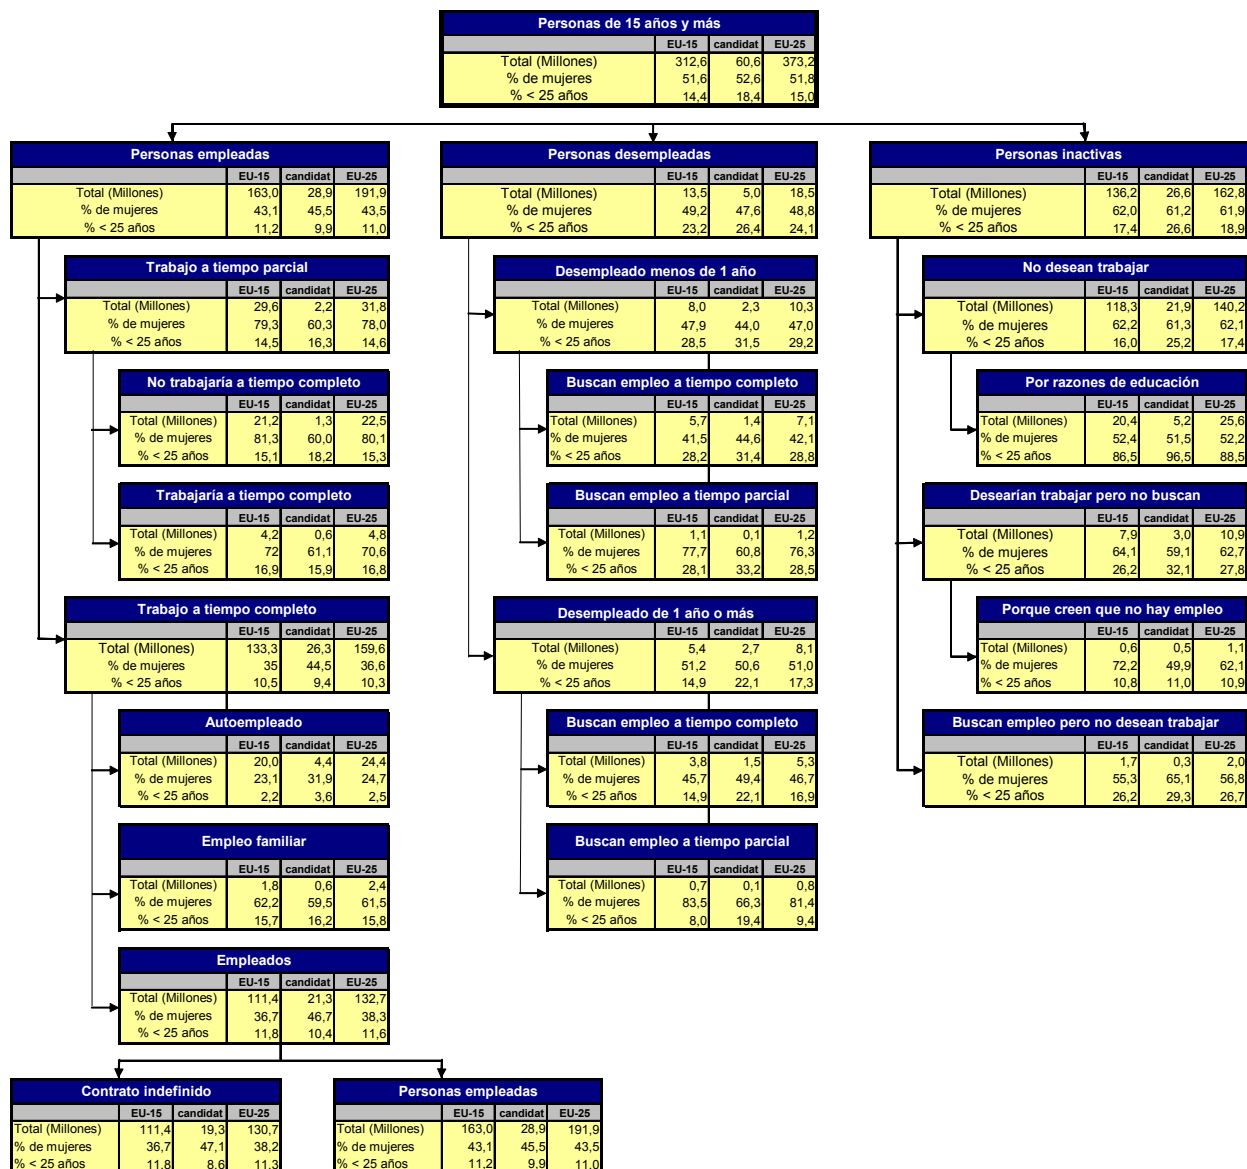 Personas de 15 años y más
EU-15 candidat EU-25
Total (Millones) 312,6 60,6 373,2
% de mujeres 51,6 52,6 51,8
% < 25 años 14,4 18,4 15,0
Personas empleadas
EU-15 candidat EU-25
Total (Millones) 163,0 28,9 191,9
% de mujeres 43,1 45,5 43,5
% < 25 años 11,2 9,9 11,0
Trabajo a tiempo parcial
EU-15 candidat EU-25
Total (Millones) 29,6 2,2 31,8
% de mujeres 79,3 60,3 78,0
% < 25 años 14,5 16,3 14,6
No trabajaría a tiempo completo
EU-15 candidat EU-25
Total (Millones) 21,2 1,3 22,5
% de mujeres 81,3 60,0 80,1
% < 25 años 15,1 18,2 15,3
Trabajaría a tiempo completo
EU-15 candidat EU-25
Total (Millones) 4,2 0,6 4,8
% de mujeres 72 61,1 70,6
% < 25 años 16,9 15,9 16,8
Trabajo a tiempo completo
EU-15 candidat EU-25
Total (Millones) 133,3 26,3 159,6
% de mujeres 35 44,5 36,6
% < 25 años 10,5 9,4 10,3
Autoempleado
EU-15 candidat EU-25
Total (Millones) 20,0 4,4 24,4
% de mujeres 23,1 31,9 24,7
% < 25 años 2,2 3,6 2,5
Empleo familiar
EU-15 candidat EU-25
Total (Millones) 1,8 0,6 2,4
% de mujeres 62,2 59,5 61,5
% < 25 años 15,7 16,2 15,8
Empleados
EU-15 candidat EU-25
Total (Millones) 111,4 21,3 132,7
% de mujeres 36,7 46,7 38,3
% < 25 años 11,8 10,4 11,6
Contrato indefinido
EU-15 candidat EU-25
Total (Millones) 111,4 19,3 130,7
% de mujeres 36,7 47,1 38,2
% < 25 años 11,8 8,6 11,3
Personas empleadas
EU-15 candidat EU-25
Total (Millones) 163,0 28,9 191,9
% de mujeres 43,1 45,5 43,5
% < 25 años 11,2 9,9 11,0
Personas desempleadas
EU-15 candidat EU-25
Total (Millones) 13,5 5,0 18,5
% de mujeres 49,2 47,6 48,8
% < 25 años 23,2 26,4 24,1
Desempleado menos de 1 año
EU-15 candidat EU-25
Total (Millones) 8,0 2,3 10,3
% de mujeres 47,9 44,0 47,0
% < 25 años 28,5 31,5 29,2
Buscan empleo a tiempo completo
EU-15 candidat EU-25
Total (Millones) 5,7 1,4 7,1
% de mujeres 41,5 44,6 42,1
% < 25 años 28,2 31,4 28,8
Buscan empleo a tiempo parcial
EU-15 candidat EU-25
Total (Millones) 1,1 0,1 1,2
% de mujeres 77,7 60,8 76,3
% < 25 años 28,1 33,2 28,5
Desempleado de 1 año o más
EU-15 candidat EU-25
Total (Millones) 5,4 2,7 8,1
% de mujeres 51,2 50,6 51,0
% < 25 años 14,9 22,1 17,3
Buscan empleo a tiempo completo
EU-15 candidat EU-25
Total (Millones) 3,8 1,5 5,3
% de mujeres 45,7 49,4 46,7
% < 25 años 14,9 22,1 16,9
Buscan empleo a tiempo parcial
EU-15 candidat EU-25
Total (Millones) 0,7 0,1 0,8
% de mujeres 83,5 66,3 81,4
% < 25 años 8,0 19,4 9,4
Personas inactivas
EU-15 candidat EU-25
Total (Millones) 136,2 26,6 162,8
% de mujeres 62,0 61,2 61,9
% < 25 años 17,4 26,6 18,9
No desean trabajar
EU-15 candidat EU-25
Total (Millones) 118,3 21,9 140,2
% de mujeres 62,2 61,3 62,1
% < 25 años 16,0 25,2 17,4
Por razones de educación
EU-15 candidat EU-25
Total (Millones) 20,4 5,2 25,6
% de mujeres 52,4 51,5 52,2
% < 25 años 86,5 96,5 88,5
Desearían trabajar pero no buscan
EU-15 candidat EU-25
Total (Millones) 7,9 3,0 10,9
% de mujeres 64,1 59,1 62,7
% < 25 años 26,2 32,1 27,8
Porque creen que no hay empleo
EU-15 candidat EU-25
Total (Millones) 0,6 0,5 1,1
% de mujeres 72,2 49,9 62,1
% < 25 años 10,8 11,0 10,9
Buscan empleo pero no desean trabajar
EU-15 candidat EU-25
Total (Millones) 1,7 0,3 2,0
% de mujeres 55,3 65,1 56,8
% < 25 años 26,2 29,3 26,7